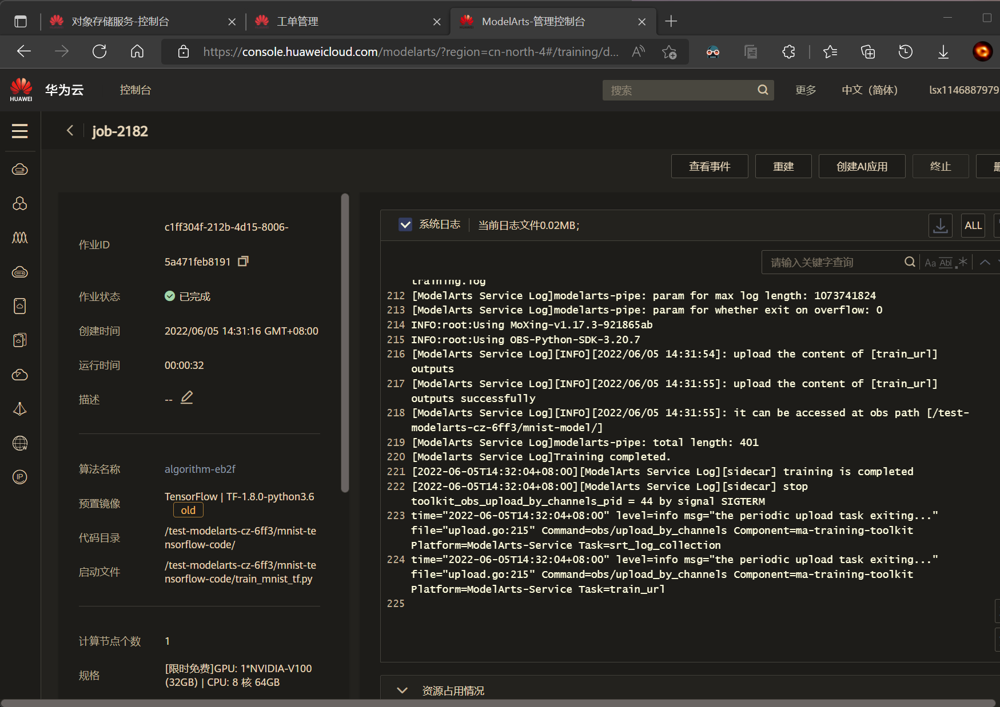 对象存储服务-控制台
工单管理
ModelArts-管理控制台
https://console.huaweicloud.com/modelarts/?region=cn-north-4#/training/d...
HUAWEI
华为云
控制台
搜索
更多
中文（简体）
lsx1146887979
job-2182
查看事件
重建
创建AI应用
终止
作业ID
c1ff304f-212b-4d15-8006-
5a471feb8191
作业状态
已完成
创建时间
2022/06/05 14:31:16 GMT+08:00
运行时间
00:00:32
描述
--
算法名称
algorithm-eb2f
预置镜像
TensorFlow | TF-1.8.0-python3.6
old
代码目录
/test-modelarts-cz-6ff3/mnist-te
nsorflow-code/
启动文件
/test-modelarts-cz-6ff3/mnist-te
nsorflow-code/train_mnist_tf.py
计算节点个数
1
规格
[限时免费]GPU: 1*NVIDIA-V100
(32GB) | CPU: 8 核 64GB
系统日志
当前日志文件0.02MB;
ALL
请输入关键字查询
Aa Abl .*
training.log
212 [ModelArts Service Log]modelarts-pipe: param for max log length: 1073741824
213 [ModelArts Service Log]modelarts-pipe: param for whether exit on overflow: 0
214 INFO:root:Using MoXing-v1.17.3-921865ab
215 INFO:root:Using OBS-Python-SDK-3.20.7
216 [ModelArts Service Log][INFO][2022/06/05 14:31:54]: upload the content of [train_url]
outputs
217 [ModelArts Service Log][INFO][2022/06/05 14:31:55]: upload the content of [train_url]
outputs successfully
218 [ModelArts Service Log][INFO][2022/06/05 14:31:55]: it can be accessed at obs path [/test-
modelarts-cz-6ff3/mnist-model/]
219 [ModelArts Service Log]modelarts-pipe: total length: 401
220 [Modelarts Service Log]Training completed.
221 [2022-06-05T14:32:04+08:00][ModelArts Service Log][sidecar] training is completed
222 [2022-06-05T14:32:04+08:00][ModelArts Service Log][sidecar] stop
toolkit_obs_upload_by_channels_pid = 44 by signal SIGTERM
223 time="2022-06-05T14:32:04+08:00" level=info msg="the periodic upload task exiting..."
file="upload.go:215" Command=obs/upload_by_channels Component=ma-training-toolkit
Platform=ModelArts-Service Task=srt_log_collection
224 time="2022-06-05T14:32:04+08:00" level=info msg="the periodic upload task exiting..."
file="upload.go:215" Command=obs/upload_by_channels Component=ma-training-toolkit
Platform=ModelArts-Service Task=train_url
225
资源占用情况